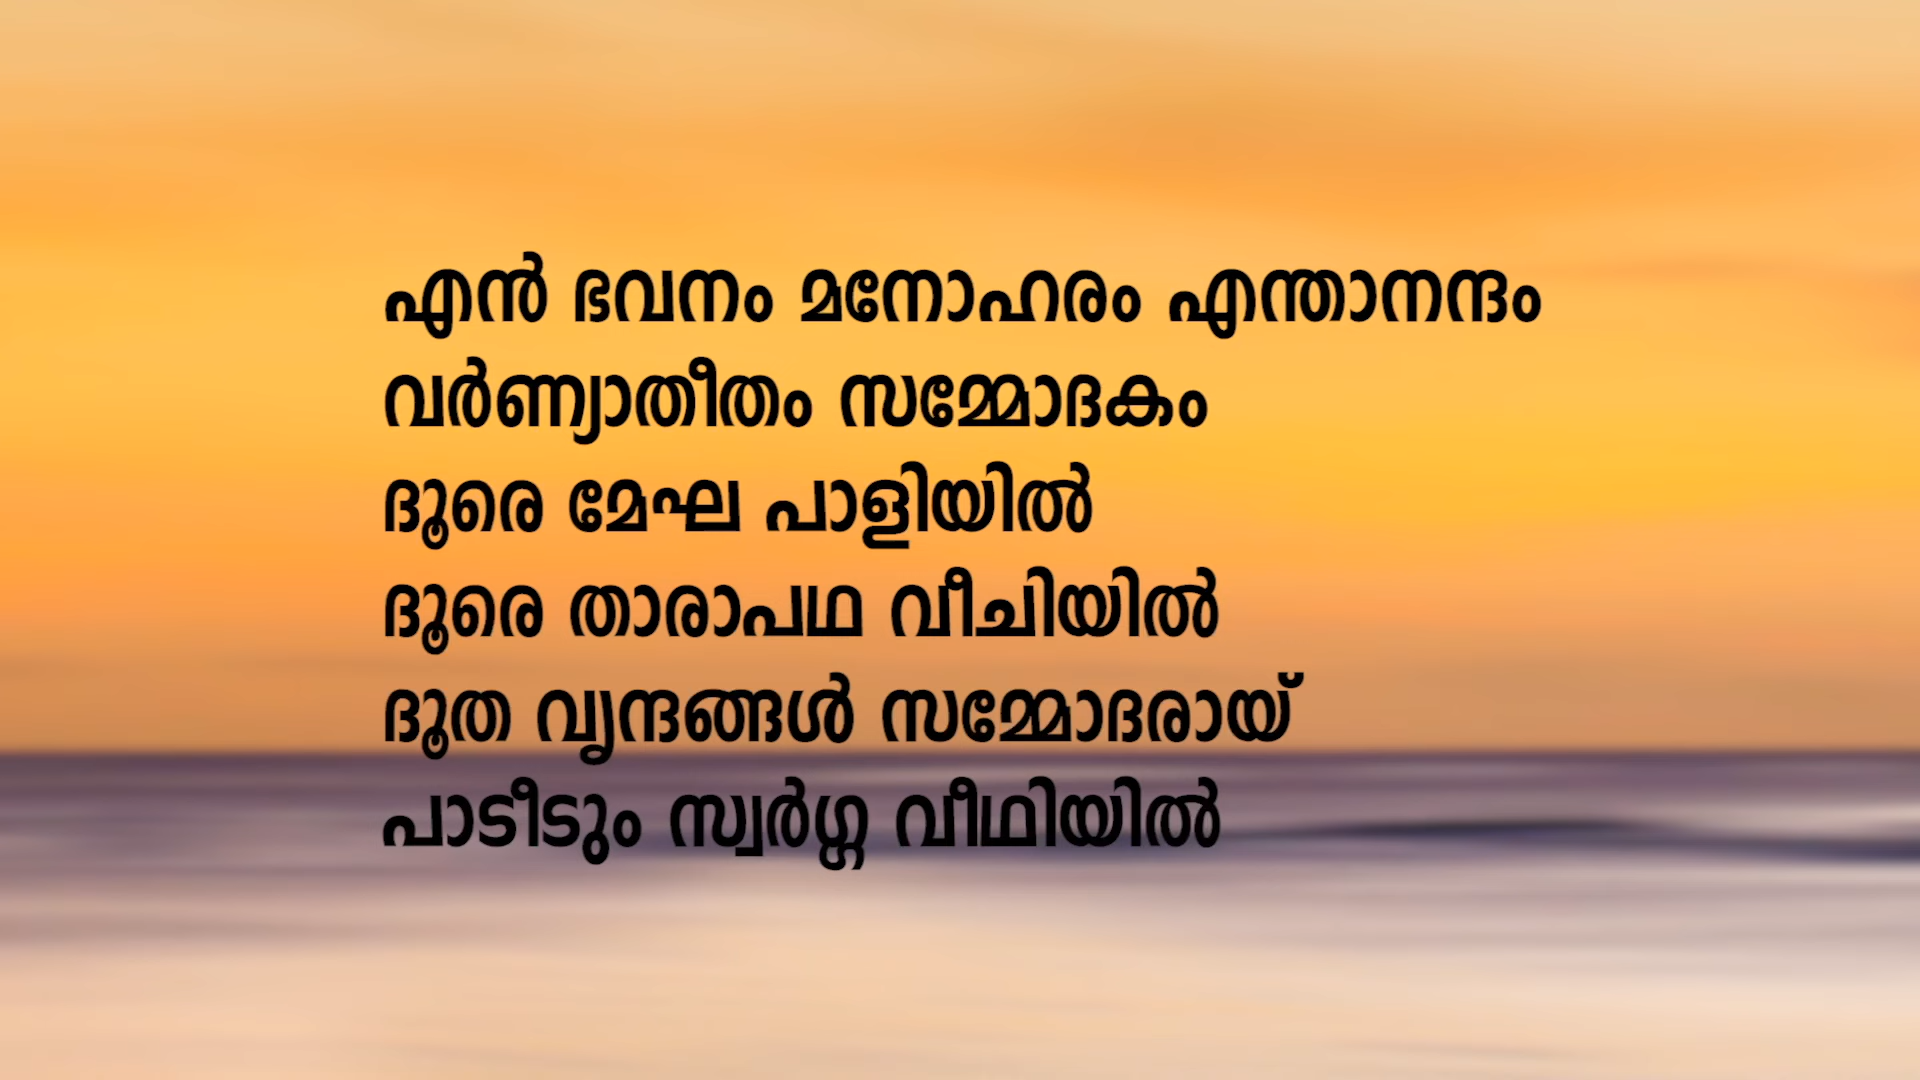 എൻ ഭവനം മനോഹരം എന്താനന്ദം
വർണ്യാതീതം സമ്മോദകം
ദൂരെ മേഘ പാളിയിൽ
ദൂരെ താരാപഥ വീചിയിൽ
ദൂത വൃന്ദങ്ങൾ സമ്മോദരായ്
പാടീടും സ്വർഗ്ഗ വീഥിയിൽ